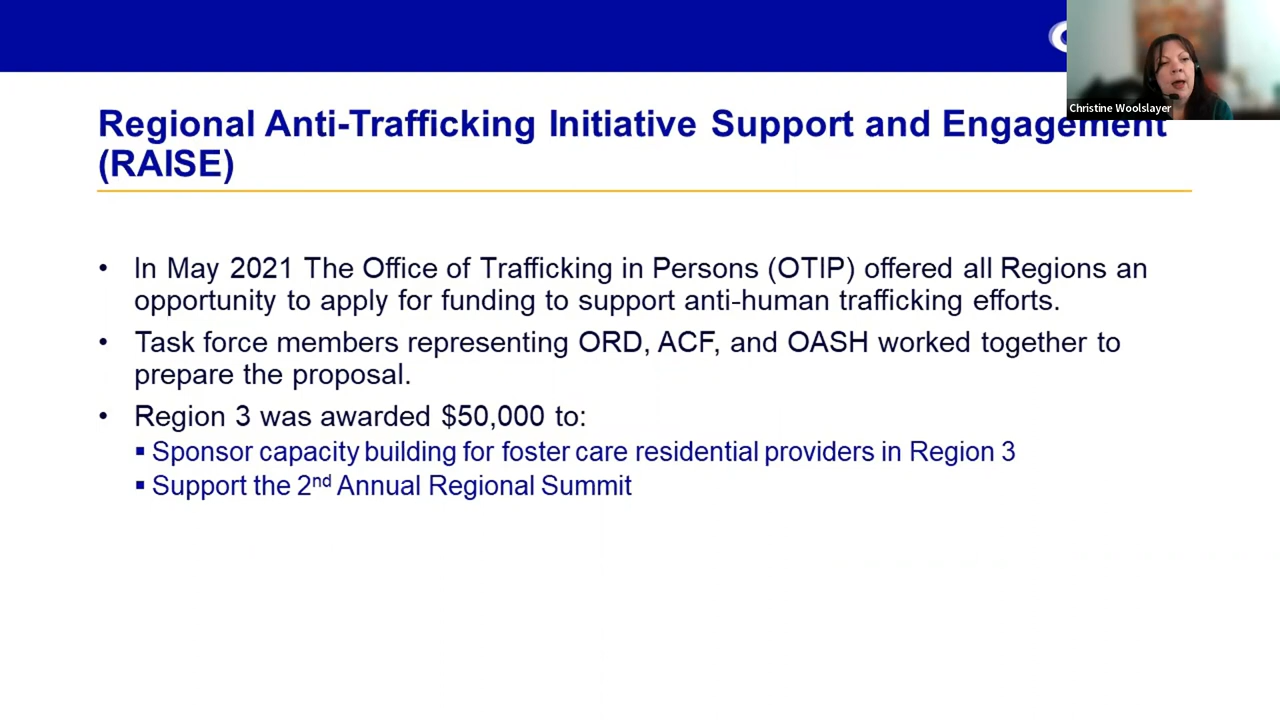 Christine Woolslayer
Regional Anti-Trafficking Initiative Support and Engagement
(RAISE)
• In May 2021 The Office of Trafficking in Persons (OTIP) offered all Regions an
opportunity to apply for funding to support anti-human trafficking efforts.
• Task force members representing ORD, ACF, and OASH worked together to
prepare the proposal.
• Region 3 was awarded $50,000 to:
▪ Sponsor capacity building for foster care residential providers in Region 3
▪ Support the 2nd Annual Regional Summit